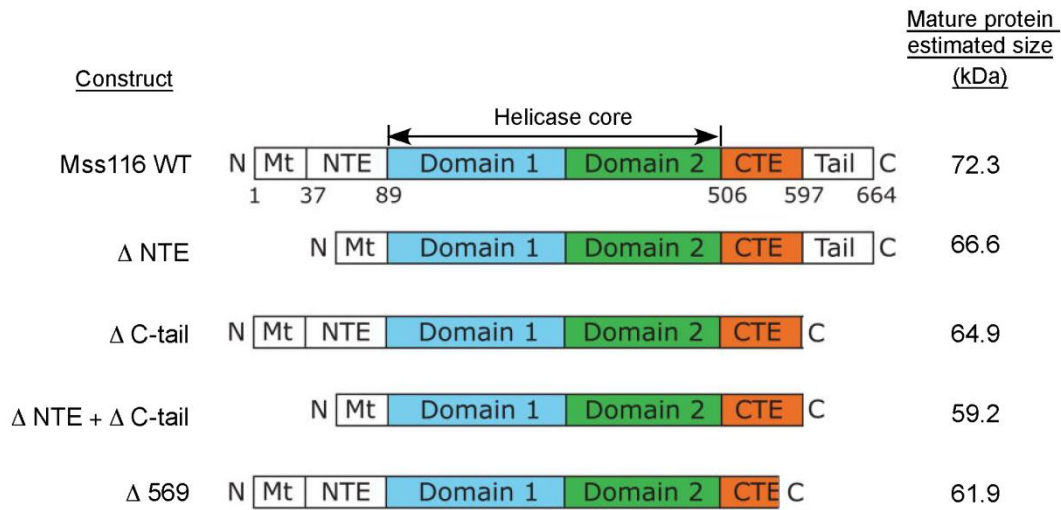 Mature protein
estimated size
(kDa)
Construct
Helicase core
Mss116 WT N Mt NTE Domain 1 Domain 2 CTE Tail C 72.3
1 37 89 506 597 664
Δ NTE N Mt Domain 1 Domain 2 CTE Tail C 66.6
Δ C-tail N Mt NTE Domain 1 Domain 2 CTE C 64.9
Δ NTE + Δ C-tail N Mt Domain 1 Domain 2 CTE C 59.2
Δ 569 N Mt NTE Domain 1 Domain 2 CTE C 61.9